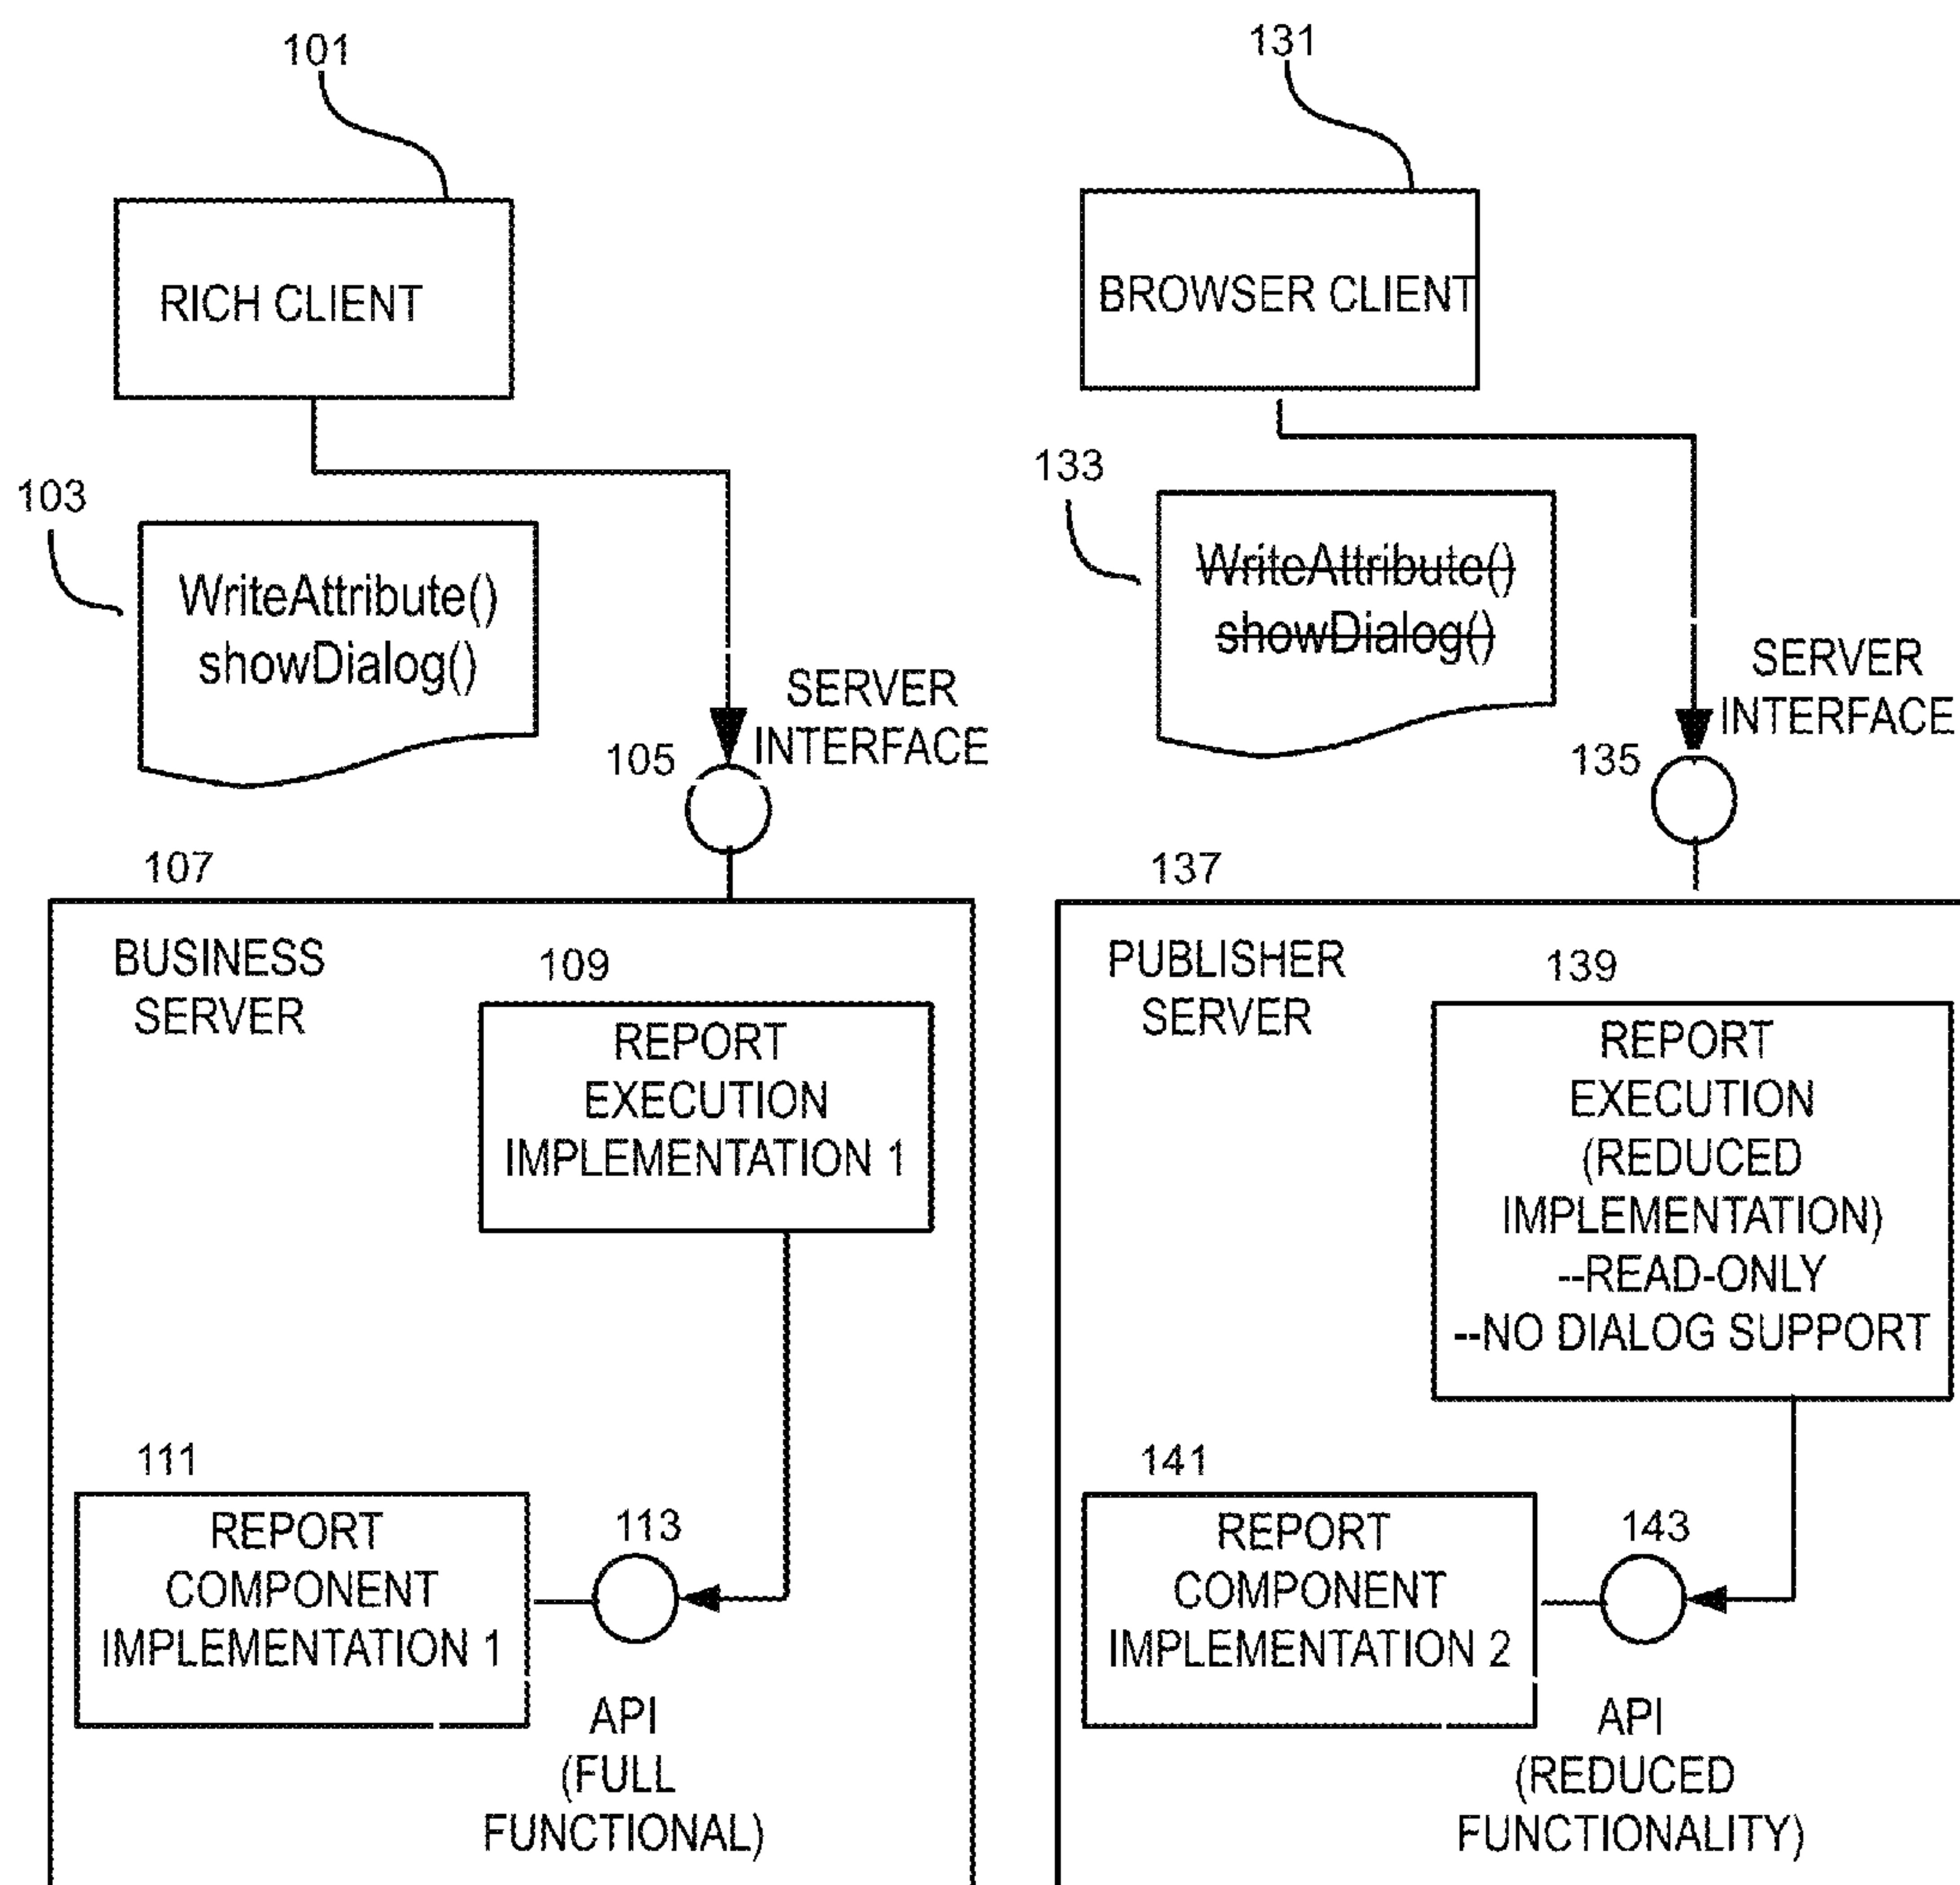 101
RICH CLIENT
103
WriteAttribute()
showDialog()
SERVER
INTERFACE
105
107
BUSINESS
SERVER
109
REPORT
EXECUTION
IMPLEMENTATION 1
111
REPORT
COMPONENT
IMPLEMENTATION 1
113
API
(FULL
FUNCTIONAL)
131
BROWSER CLIENT
133
WriteAttribute()
showDialog()
SERVER
INTERFACE
135
137
PUBLISHER
SERVER
139
REPORT
EXECUTION
(REDUCED
IMPLEMENTATION)
--READ-ONLY
--NO DIALOG SUPPORT
141
REPORT
COMPONENT
IMPLEMENTATION 2
143
API
(REDUCED
FUNCTIONALITY)